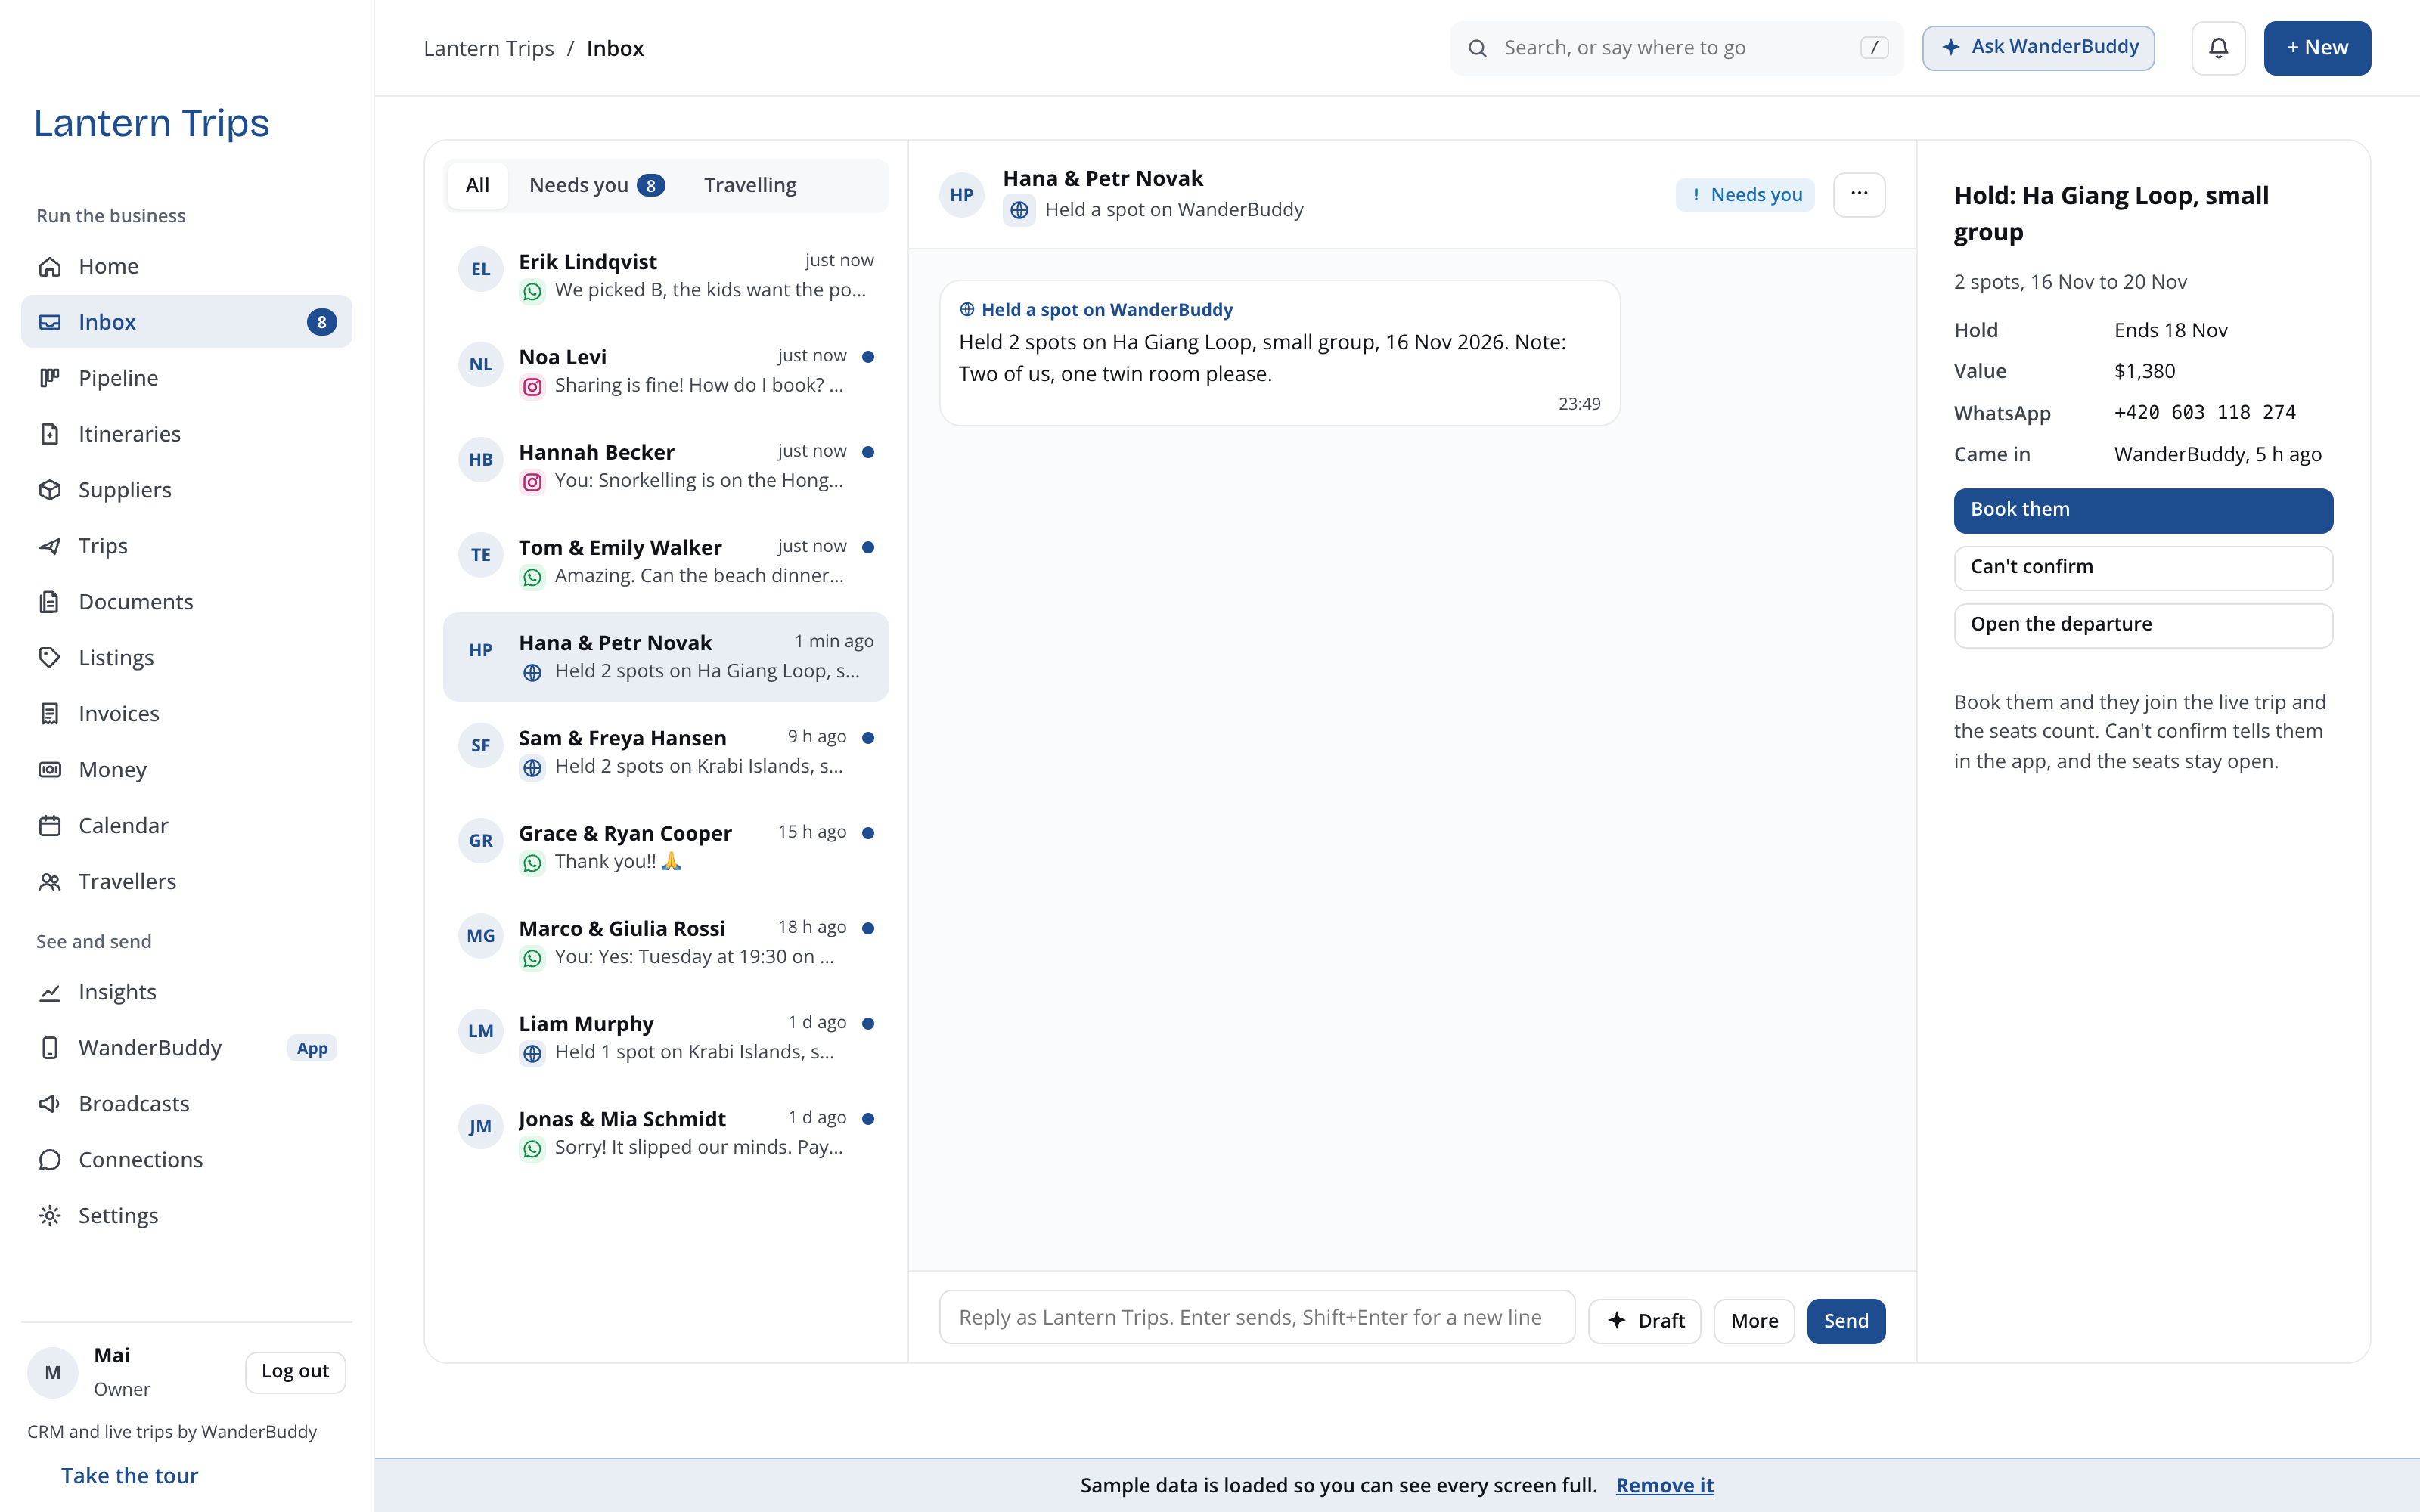 Lantern Trips
Run the business
Home
Inbox 8
Pipeline
Itineraries
Suppliers
Trips
Documents
Listings
Invoices
Money
Calendar
Travellers
See and send
Insights
WanderBuddy App
Broadcasts
Connections
Settings
M Mai
Owner
Log out
CRM and live trips by WanderBuddy
Take the tour
Lantern Trips / Inbox
Search, or say where to go /
Ask WanderBuddy
+ New
All Needs you 8 Travelling
EL Erik Lindqvist just now
We picked B, the kids want the po...
NL Noa Levi just now
Sharing is fine! How do I book? ...
HB Hannah Becker just now
You: Snorkelling is on the Hong...
TE Tom & Emily Walker just now
Amazing. Can the beach dinner...
HP Hana & Petr Novak 1 min ago
Held 2 spots on Ha Giang Loop, s...
SF Sam & Freya Hansen 9 h ago
Held 2 spots on Krabi Islands, s...
GR Grace & Ryan Cooper 15 h ago
Thank you!! 🙏
MG Marco & Giulia Rossi 18 h ago
You: Yes: Tuesday at 19:30 on ...
LM Liam Murphy 1 d ago
Held 1 spot on Krabi Islands, s...
JM Jonas & Mia Schmidt 1 d ago
Sorry! It slipped our minds. Pay...
HP Hana & Petr Novak
Held a spot on WanderBuddy
! Needs you ...
Held a spot on WanderBuddy
Held 2 spots on Ha Giang Loop, small group, 16 Nov 2026. Note:
Two of us, one twin room please.
23:49
Reply as Lantern Trips. Enter sends, Shift+Enter for a new line
Draft
More
Send
Hold: Ha Giang Loop, small
group
2 spots, 16 Nov to 20 Nov
Hold Ends 18 Nov
Value $1,380
WhatsApp +420 603 118 274
Came in WanderBuddy, 5 h ago
Book them
Can't confirm
Open the departure
Book them and they join the live trip and
the seats count. Can't confirm tells them
in the app, and the seats stay open.
Sample data is loaded so you can see every screen full. Remove it